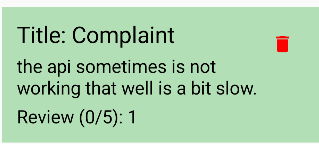 Title: Complaint
the api sometimes is not
working that well is a bit slow.
Review (0/5): 1